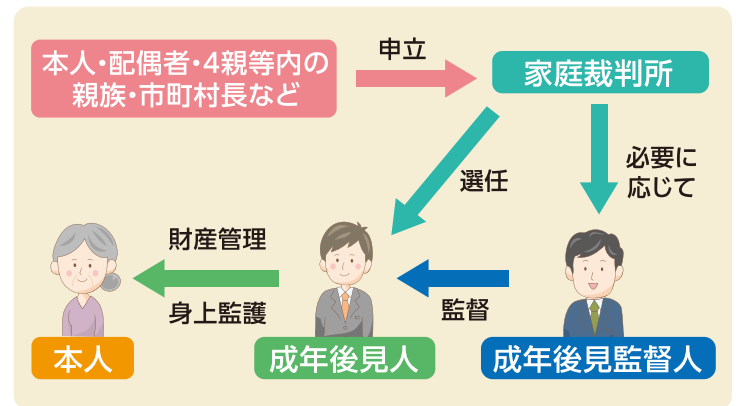 本人・配偶者・4親等内の
親族・市町村長など
申立
家庭裁判所
選任
必要に
応じて
財産管理
身上監護
監督
本人
成年後見人
成年後見監督人